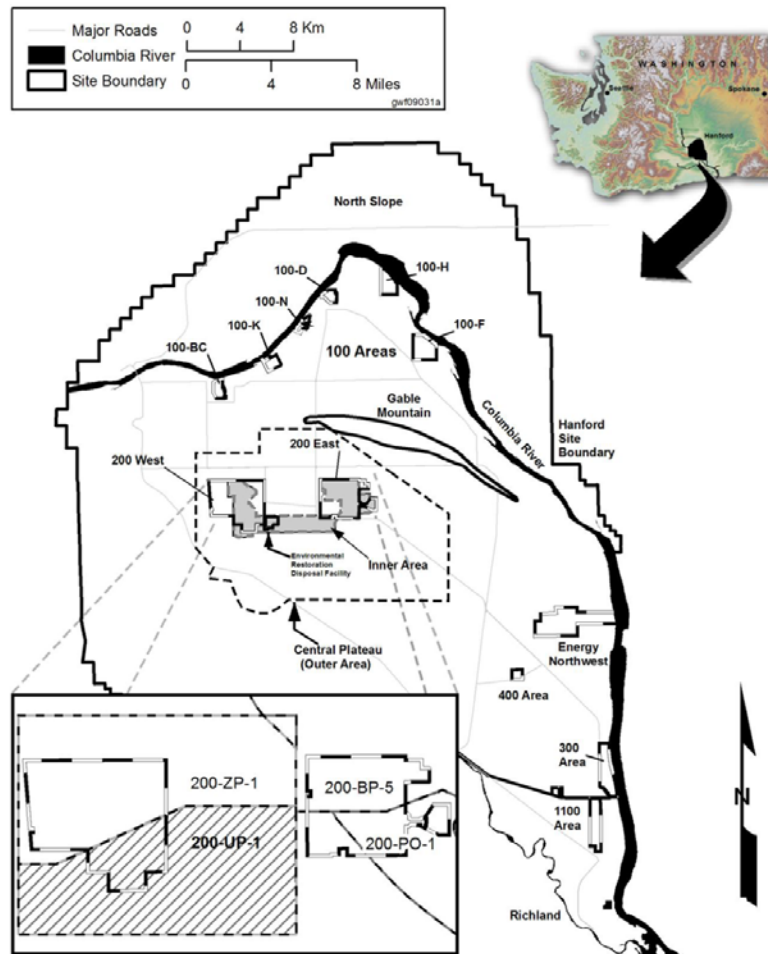 Major Roads
0 4 8 Km
Columbia River
Site Boundary
0 4 8 Miles
gwf09031a
WASHINGTON
Seattle
Spokane
Hanford
North Slope
100-D
100-H
100-N
100-K
100-F
100-BC
100 Areas
Gable
Mountain
Columbia River
Hanford
Site
Boundary
200 West
200 East
Environmental
Restoration
Disposal Facility
Inner Area
Central Plateau
(Outer Area)
Energy
Northwest
400 Area
300
Area
1100
Area
Richland
200-ZP-1
200-BP-5
200-UP-1
200-PO-1
N